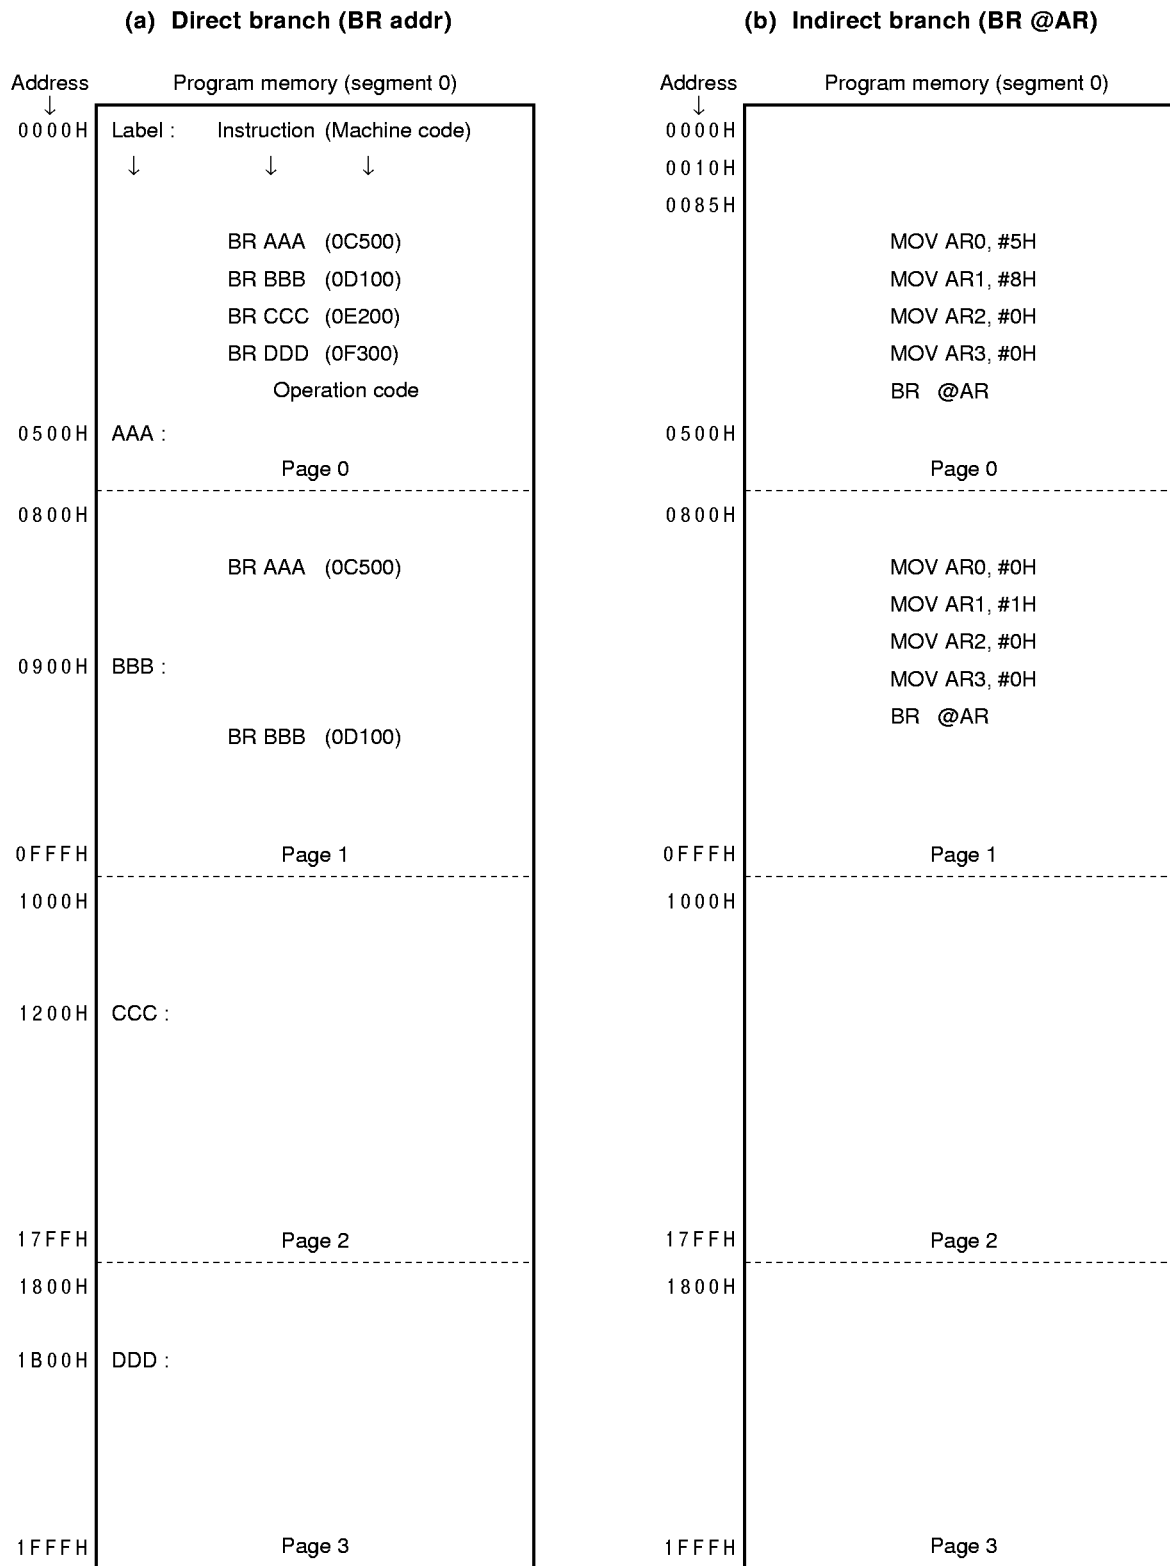 (a) Direct branch (BR addr)
Address
Program memory (segment 0)
↓
0000H Label : Instruction (Machine code)
↓ ↓ ↓
BR AAA (0C500)
BR BBB (0D100)
BR CCC (0E200)
BR DDD (0F300)
Operation code
0500H AAA :
Page 0
0800H
BR AAA (0C500)
0900H BBB :
BR BBB (0D100)
0FFFH Page 1
1000H
1200H CCC :
17FFH Page 2
1800H
1B00H DDD :
1FFFH Page 3
(b) Indirect branch (BR @AR)
Address
Program memory (segment 0)
↓
0000H
0010H
0085H
MOV AR0, #5H
MOV AR1, #8H
MOV AR2, #0H
MOV AR3, #0H
BR @AR
0500H
Page 0
0800H
MOV AR0, #0H
MOV AR1, #1H
MOV AR2, #0H
MOV AR3, #0H
BR @AR
0FFFH Page 1
1000H
17FFH Page 2
1800H
1FFFH Page 3